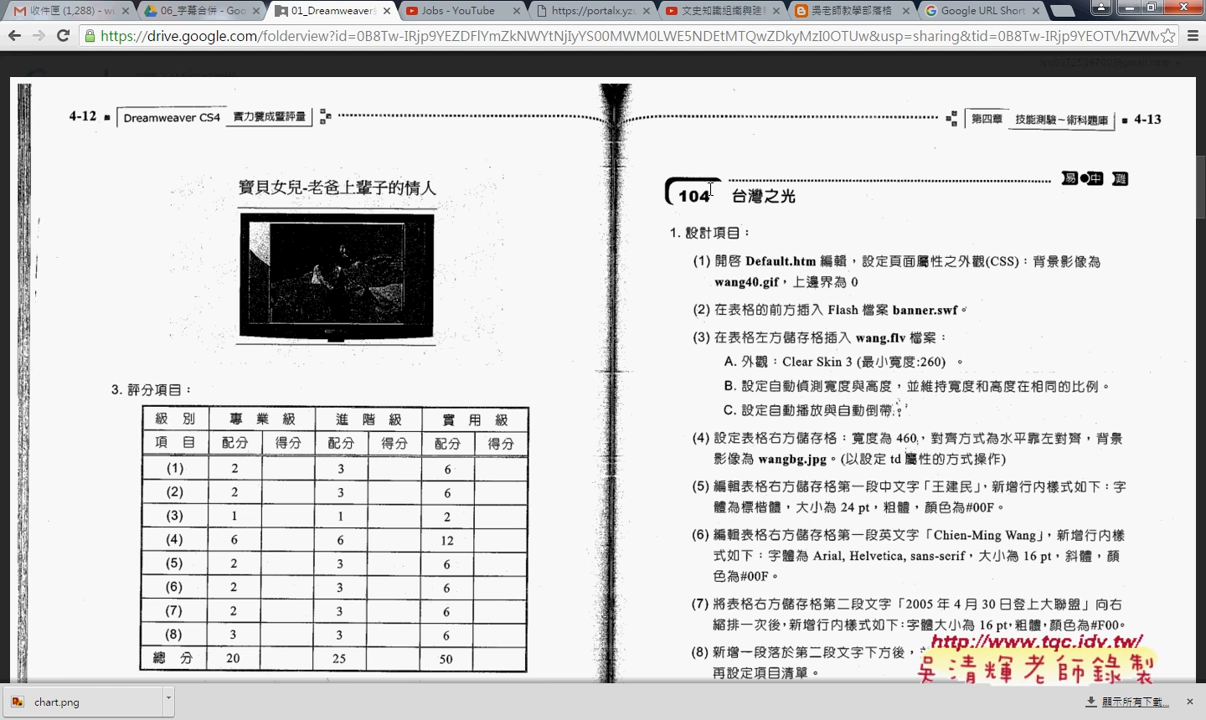 收件匣 (1,288) - w
06_字幕合併 - Goo
01_Dreamweaver
Jobs - YouTube
https://portalx.yz
文史知識組織與建
吳老師教學部落格
Google URL Short
https://drive.google.com/folderview?id=0B8Tw-IRjp9YEZDFlYmZkNWYtNjIyYS00MWM0LWE5NDEtMTQwZDkyMzI0OTUw&usp=sharing&tid=0B8Tw-IRjp9YEOTVhZWM
4-12 ■ Dreamweaver CS4 實力養成暨評量
寶貝女兒-老爸上輩子的情人
3. 評分項目：
級 別 專 業 級 進 階 級 實 用 級
項 目 配分 得分 配分 得分 配分 得分
(1) 2 3 6
(2) 2 3 6
(3) 1 1 2
(4) 6 6 12
(5) 2 3 6
(6) 2 3 6
(7) 2 3 6
(8) 3 3 6
總 分 20 25 50
第四章 技能測驗~術科題庫 ■ 4-13
易 中 難
104 台灣之光
1. 設計項目：
(1) 開啓 Default.htm 編輯，設定頁面屬性之外觀(CSS)：背景影像為
wang40.gif，上邊界為 0
(2) 在表格的前方插入 Flash 檔案 banner.swf。
(3) 在表格左方儲存格插入 wang.flv 檔案：
A. 外觀：Clear Skin 3 (最小寬度:260) 。
B. 設定自動偵測寬度與高度，並維持寬度和高度在相同的比例。
C. 設定自動播放與自動倒帶。
(4) 設定表格右方儲存格：寬度為 460，對齊方式為水平靠左對齊，背景
影像為 wangbg.jpg。(以設定 td 屬性的方式操作)
(5) 編輯表格右方儲存格第一段中文字「王建民」，新增行內樣式如下：字
體為標楷體，大小為 24 pt，粗體，顏色為#00F。
(6) 編輯表格右方儲存格第一段英文字「Chien-Ming Wang」，新增行內樣
式如下：字體為 Arial, Helvetica, sans-serif，大小為 16 pt，斜體，顏
色為#00F。
(7) 將表格右方儲存格第二段文字「2005 年 4 月 30 日登上大聯盟」向右
縮排一次後，新增行內樣式如下：字體大小為 16 pt，粗體，顏色為#F00。
(8) 新增一段落於第二段文字下方後，
再設定項目清單。
http://www.tqc.idv.tw/
吳清輝老師錄製
chart.png
顯示所有下載...